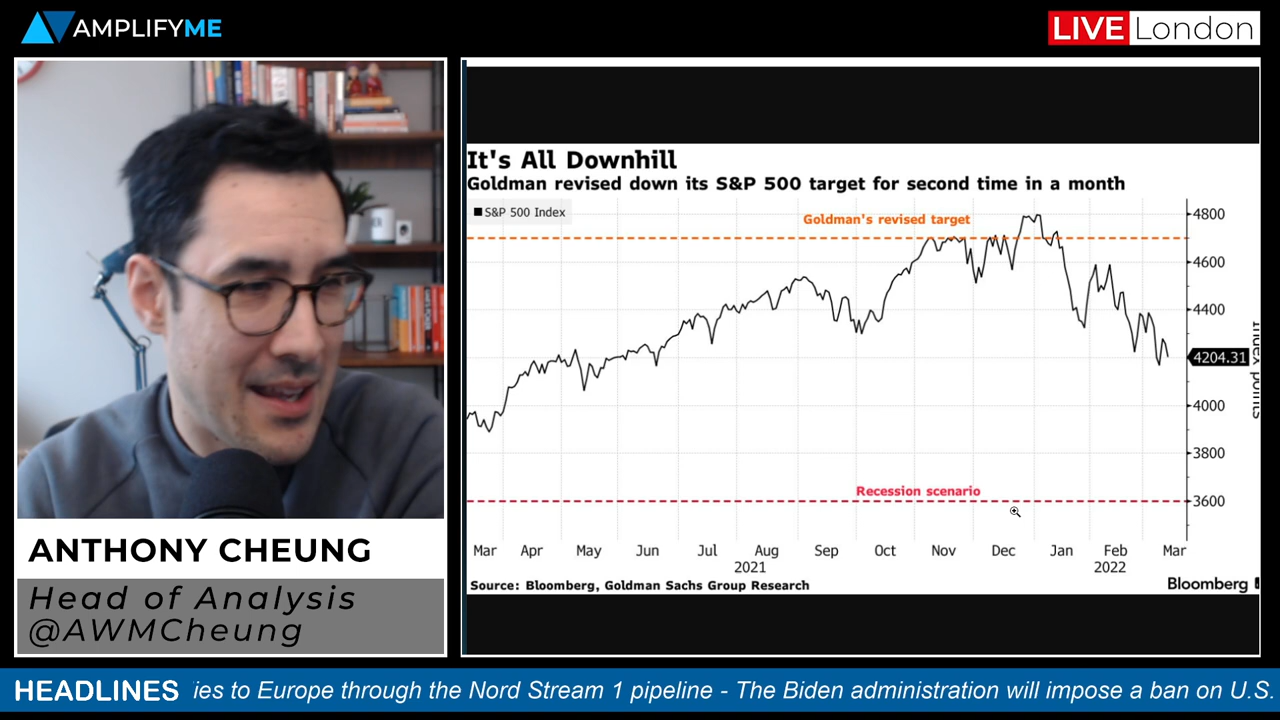 AMPLIFYME
LIVE London
It's All Downhill
Goldman revised down its S&P 500 target for second time in a month
S&P 500 Index
Goldman's revised target
4800
4600
4400
4204.31
4000
3800
3600
Index points
Recession scenario
Mar Apr May Jun Jul Aug Sep Oct Nov Dec Jan Feb Mar
2021 2022
Source: Bloomberg, Goldman Sachs Group Research
Bloomberg
ANTHONY CHEUNG
Head of Analysis
@AWMCheung
HEADLINES ies to Europe through the Nord Stream 1 pipeline - The Biden administration will impose a ban on U.S.